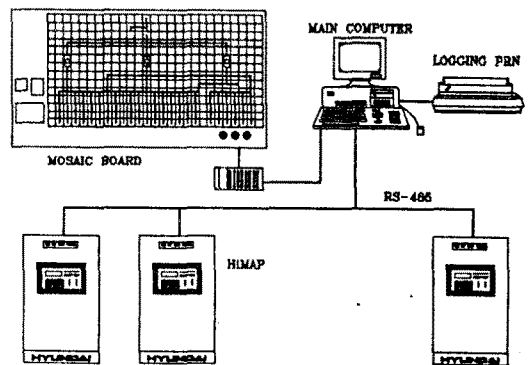 MAIN COMPUTER
LOGGING PRN
MOSAIC BOARD
RS-485
HiMAP
HYUNDAI
HYUNDAI
HYUNDAI